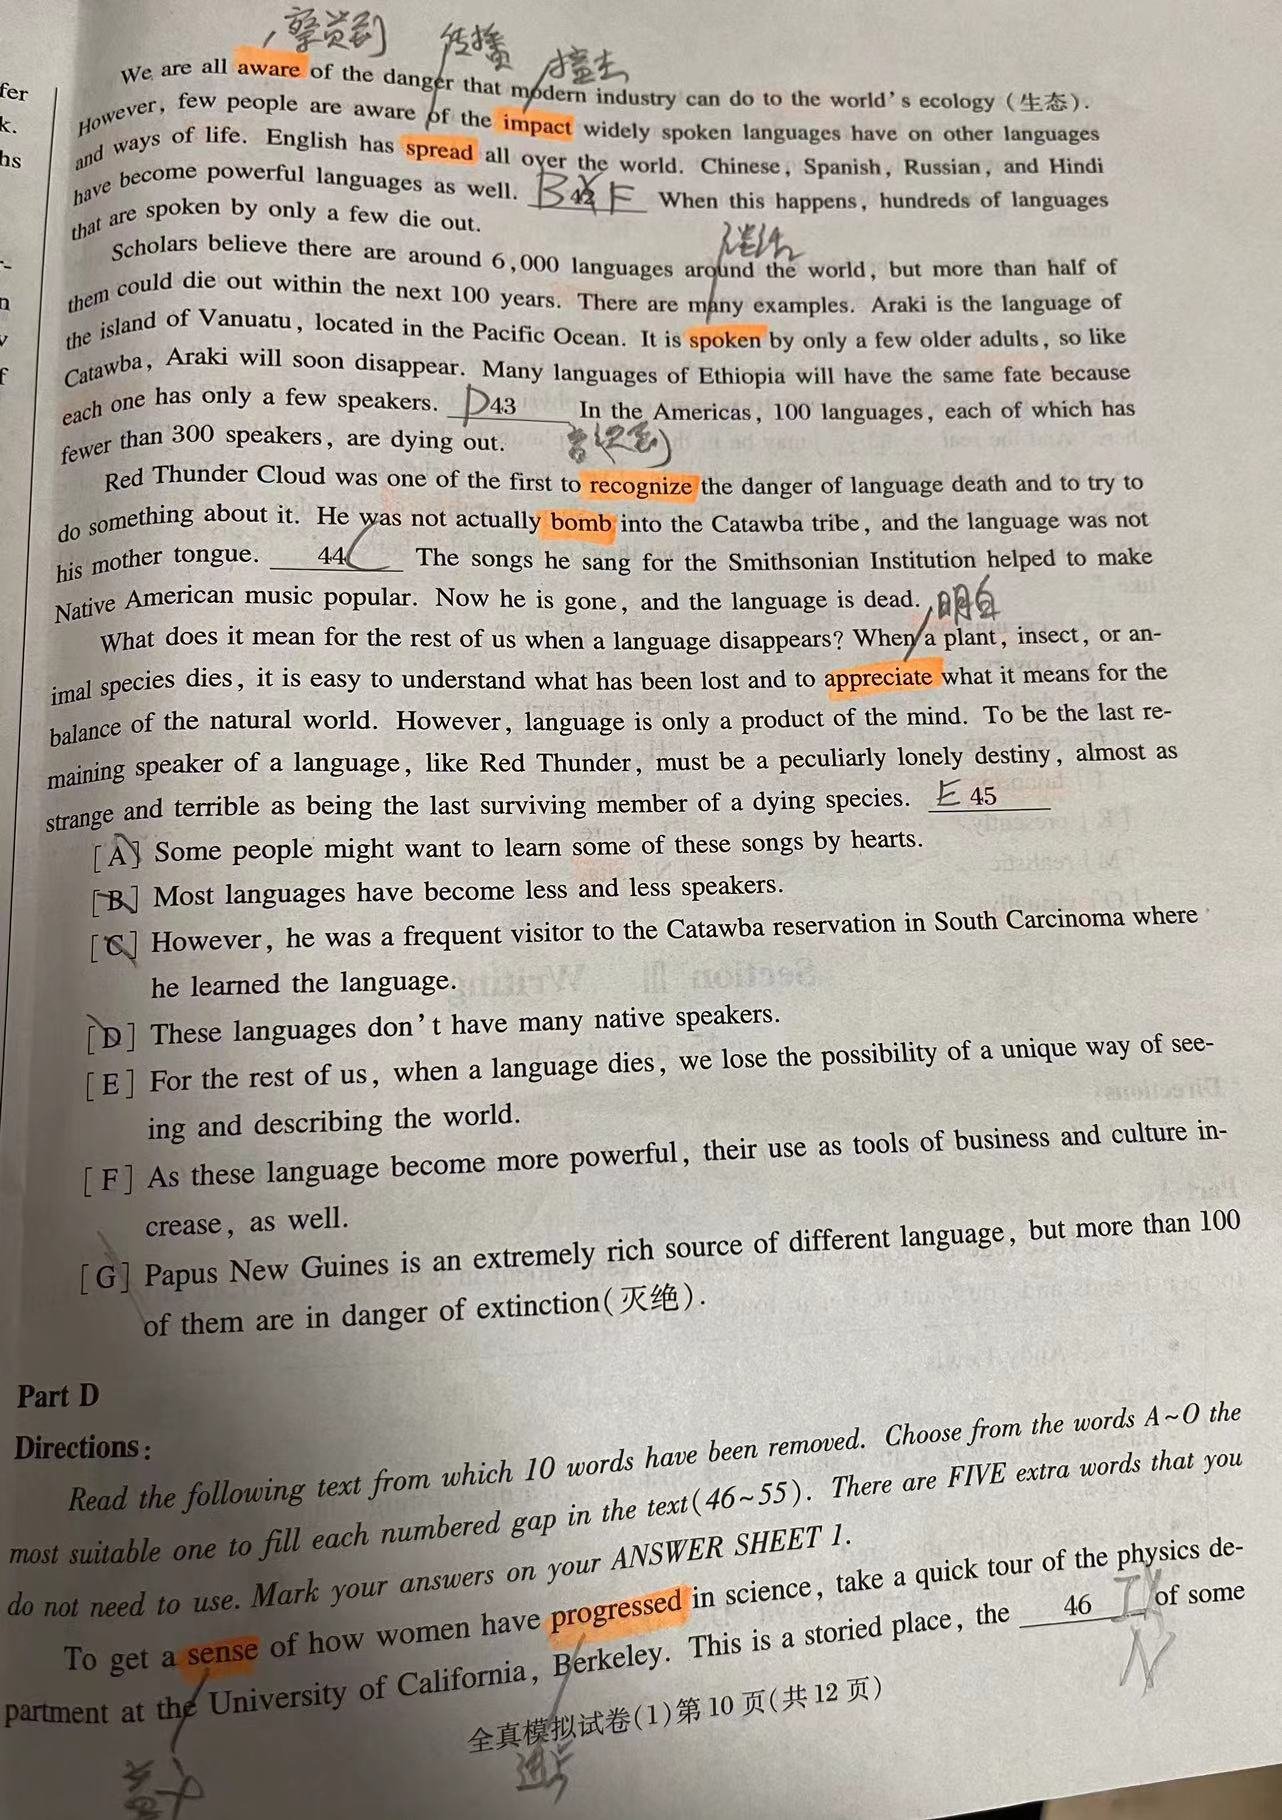 察觉到 传播 撞击
fer
k.
hs
n
v
f
We are all aware of the danger that modern industry can do to the world's ecology (生态).
However, few people are aware of the impact widely spoken languages have on other languages
and ways of life. English has spread all over the world. Chinese, Spanish, Russian, and Hindi
have become powerful languages as well. B 42 F When this happens, hundreds of languages
that are spoken by only a few die out.
Scholars believe there are around 6,000 languages around the world, but more than half of
them could die out within the next 100 years. There are many examples. Araki is the language of
the island of Vanuatu, located in the Pacific Ocean. It is spoken by only a few older adults, so like
Catawba, Araki will soon disappear. Many languages of Ethiopia will have the same fate because
each one has only a few speakers. D 43 In the Americas, 100 languages, each of which has
fewer than 300 speakers, are dying out.
意识到
Red Thunder Cloud was one of the first to recognize the danger of language death and to try to
do something about it. He was not actually bomb into the Catawba tribe, and the language was not
his mother tongue. 44 C The songs he sang for the Smithsonian Institution helped to make
Native American music popular. Now he is gone, and the language is dead.
明白
What does it mean for the rest of us when a language disappears? When a plant, insect, or an-
imal species dies, it is easy to understand what has been lost and to appreciate what it means for the
balance of the natural world. However, language is only a product of the mind. To be the last re-
maining speaker of a language, like Red Thunder, must be a peculiarly lonely destiny, almost as
strange and terrible as being the last surviving member of a dying species. E 45
[A] Some people might want to learn some of these songs by hearts.
[B] Most languages have become less and less speakers.
[C] However, he was a frequent visitor to the Catawba reservation in South Carcinoma where
he learned the language.
[D] These languages don't have many native speakers.
[E] For the rest of us, when a language dies, we lose the possibility of a unique way of see-
ing and describing the world.
[F] As these language become more powerful, their use as tools of business and culture in-
crease, as well.
[G] Papus New Guines is an extremely rich source of different language, but more than 100
of them are in danger of extinction(灭绝).
Part D
Directions:
Read the following text from which 10 words have been removed. Choose from the words A~O the
most suitable one to fill each numbered gap in the text(46~55). There are FIVE extra words that you
do not need to use. Mark your answers on your ANSWER SHEET 1.
To get a sense of how women have progressed in science, take a quick tour of the physics de-
partment at the University of California, Berkeley. This is a storied place, the 46 of some
N
全真模拟试卷(1)第 10 页(共 12 页)
进步